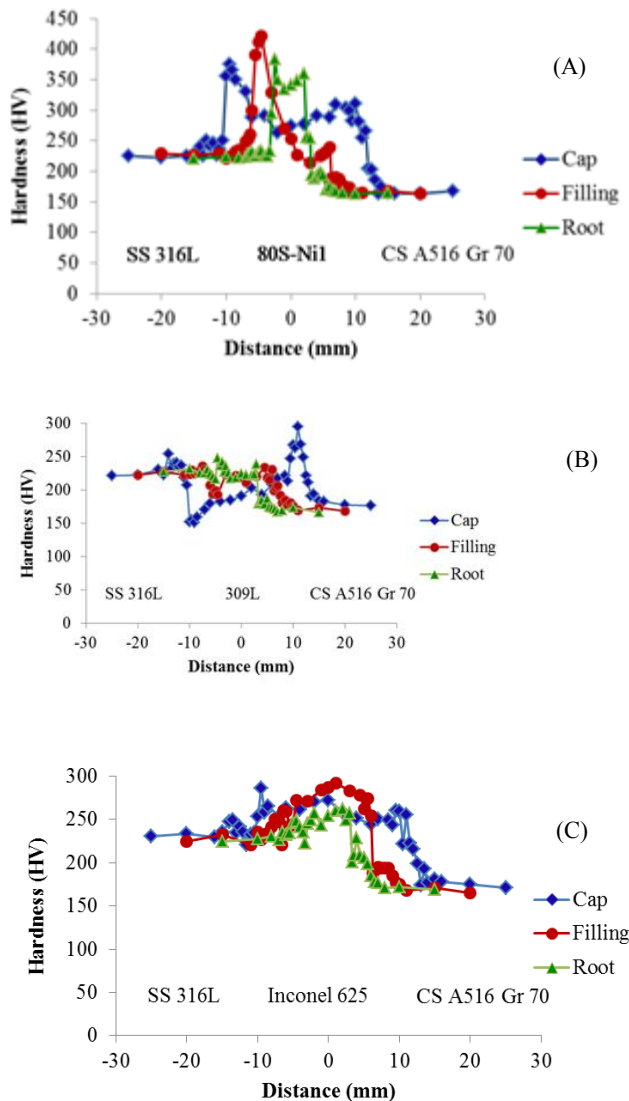 450
400
350
300
250
200
150
100
50
0
Hardness (HV)
(A)
Cap
Filling
Root
SS 316L 80S-Ni1 CS A516 Gr 70
-30 -20 -10 0 10 20 30
Distance (mm)
300
250
200
150
100
50
0
Hardness (HV)
(B)
Cap
Filling
Root
SS 316L 309L CS A516 Gr 70
-30 -20 -10 0 10 20 30
Distance (mm)
300
250
200
150
100
50
0
Hardness (HV)
(C)
Cap
Filling
Root
SS 316L Inconel 625 CS A516 Gr 70
-30 -20 -10 0 10 20 30
Distance (mm)